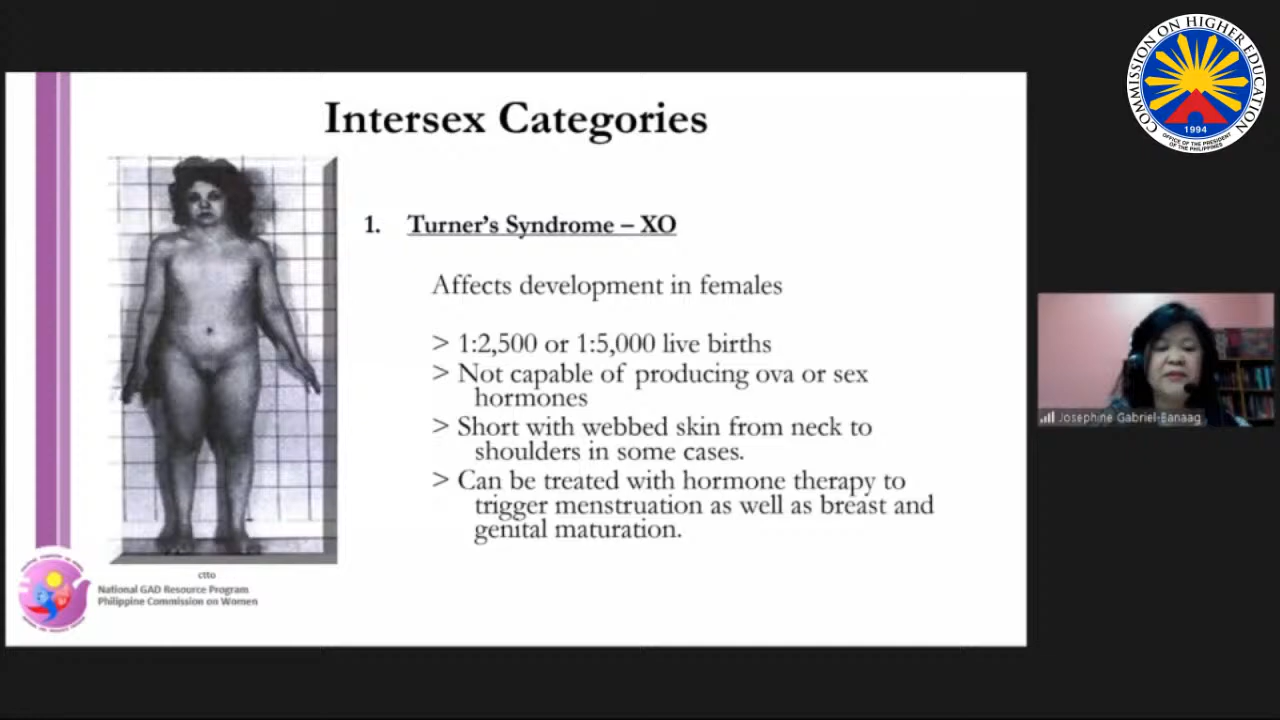 Intersex Categories
1. Turner's Syndrome – XO
Affects development in females
> 1:2,500 or 1:5,000 live births
> Not capable of producing ova or sex
hormones
> Short with webbed skin from neck to
shoulders in some cases.
> Can be treated with hormone therapy to
trigger menstruation as well as breast and
genital maturation.
ctto
National GAD Resource Program
Philippine Commission on Women
COMMISSION ON HIGHER EDUCATION
1994
OFFICE OF THE PRESIDENT
OF THE PHILIPPINES
Josephine Gabriel-Banaag